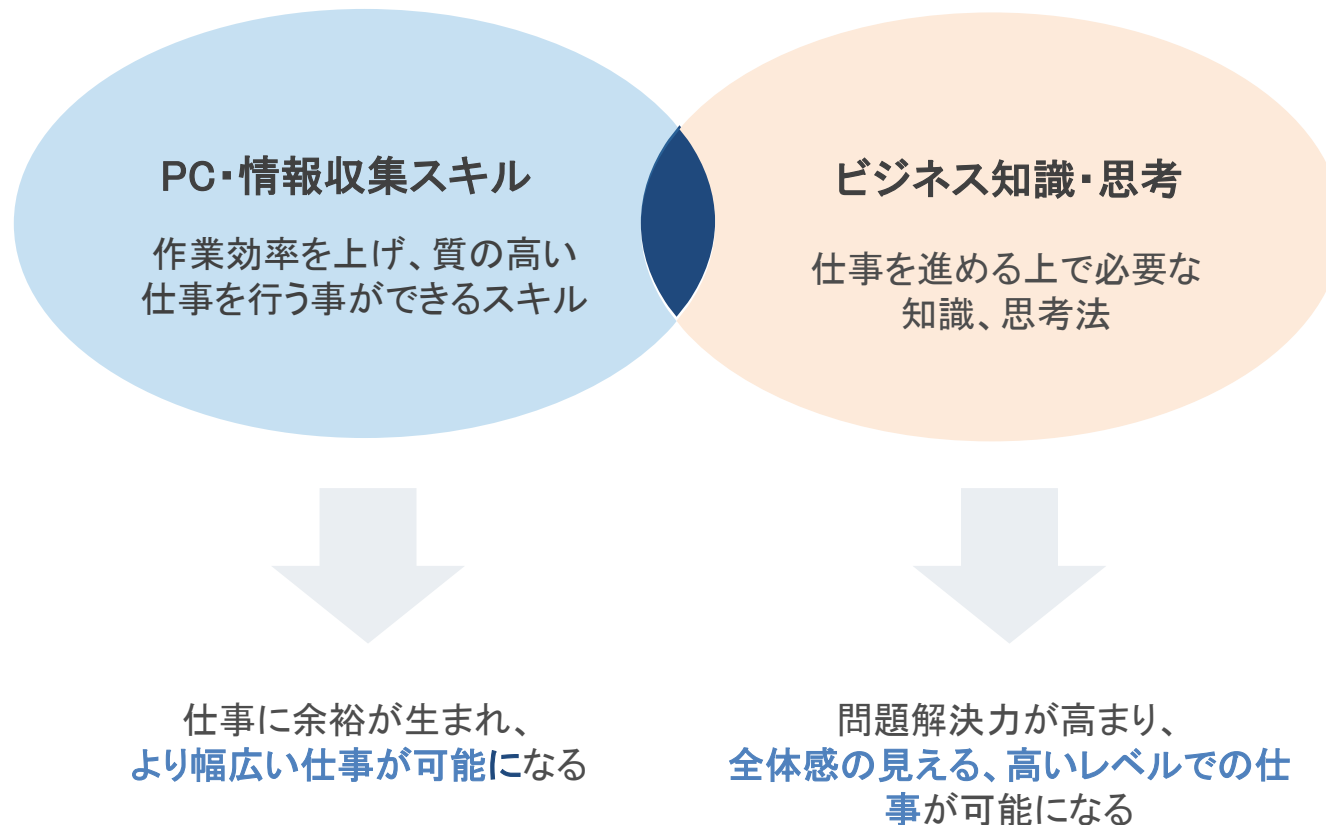 PC・情報収集スキル
作業効率を上げ、質の高い
仕事を行う事ができるスキル
ビジネス知識・思考
仕事を進める上で必要な
知識、思考法
仕事に余裕が生まれ、
より幅広い仕事が可能になる
問題解決力が高まり、
全体感の見える、高いレベルでの仕
事が可能になる